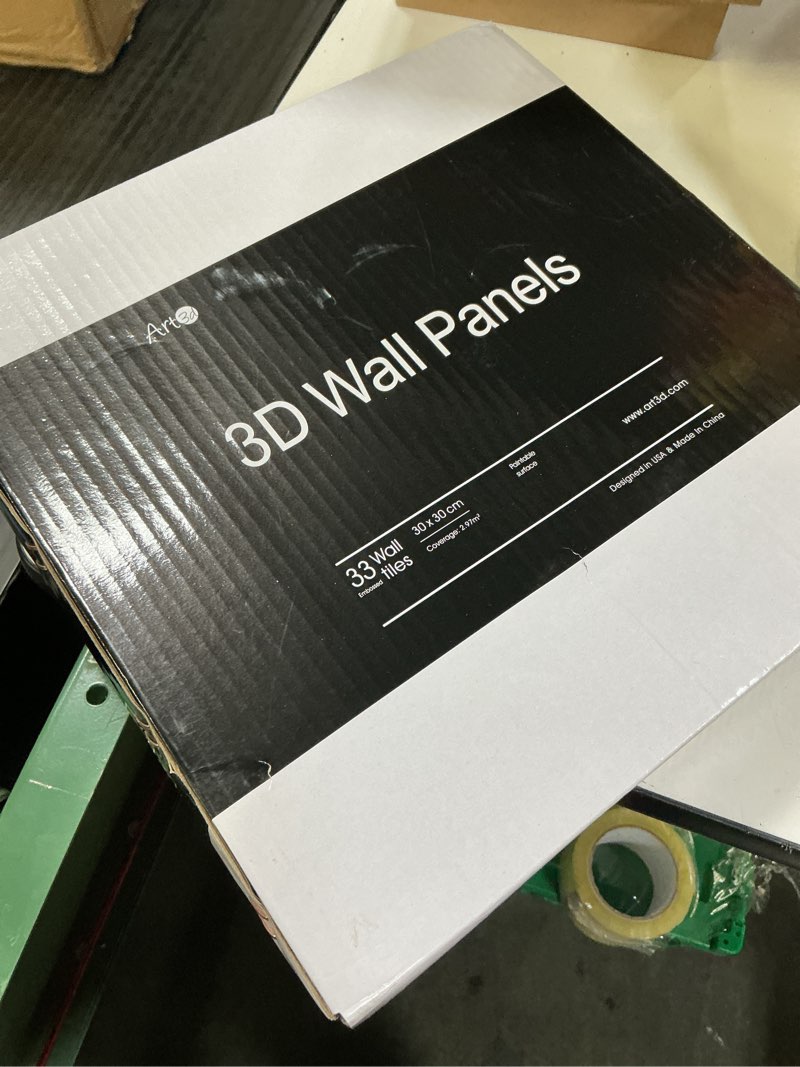 Art3d
3D Wall Panels
33 Wall tiles
Embossed
30 x 30 cm
Coverage: 2.97m²
Paintable
surface
www.art3d.com
Designed in USA & Made in China